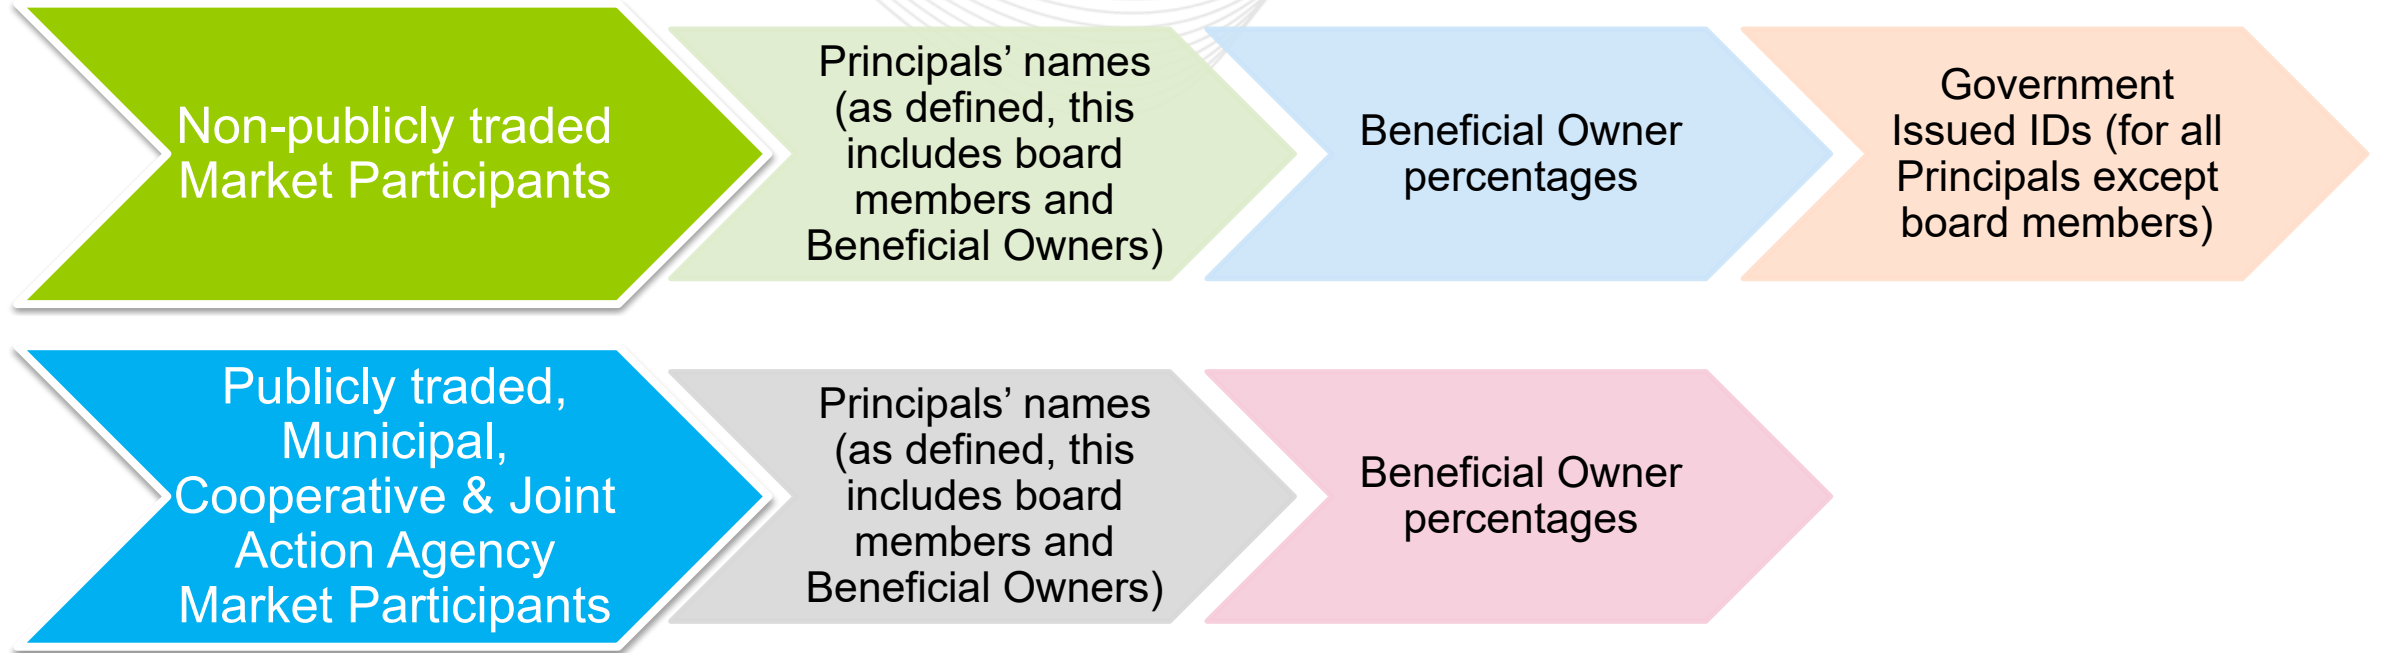 Non-publicly traded
Market Participants
Principals’ names
(as defined, this
includes board
members and
Beneficial Owners)
Beneficial Owner
percentages
Government
Issued IDs (for all
Principals except
board members)
Publicly traded,
Municipal,
Cooperative & Joint
Action Agency
Market Participants
Principals’ names
(as defined, this
includes board
members and
Beneficial Owners)
Beneficial Owner
percentages